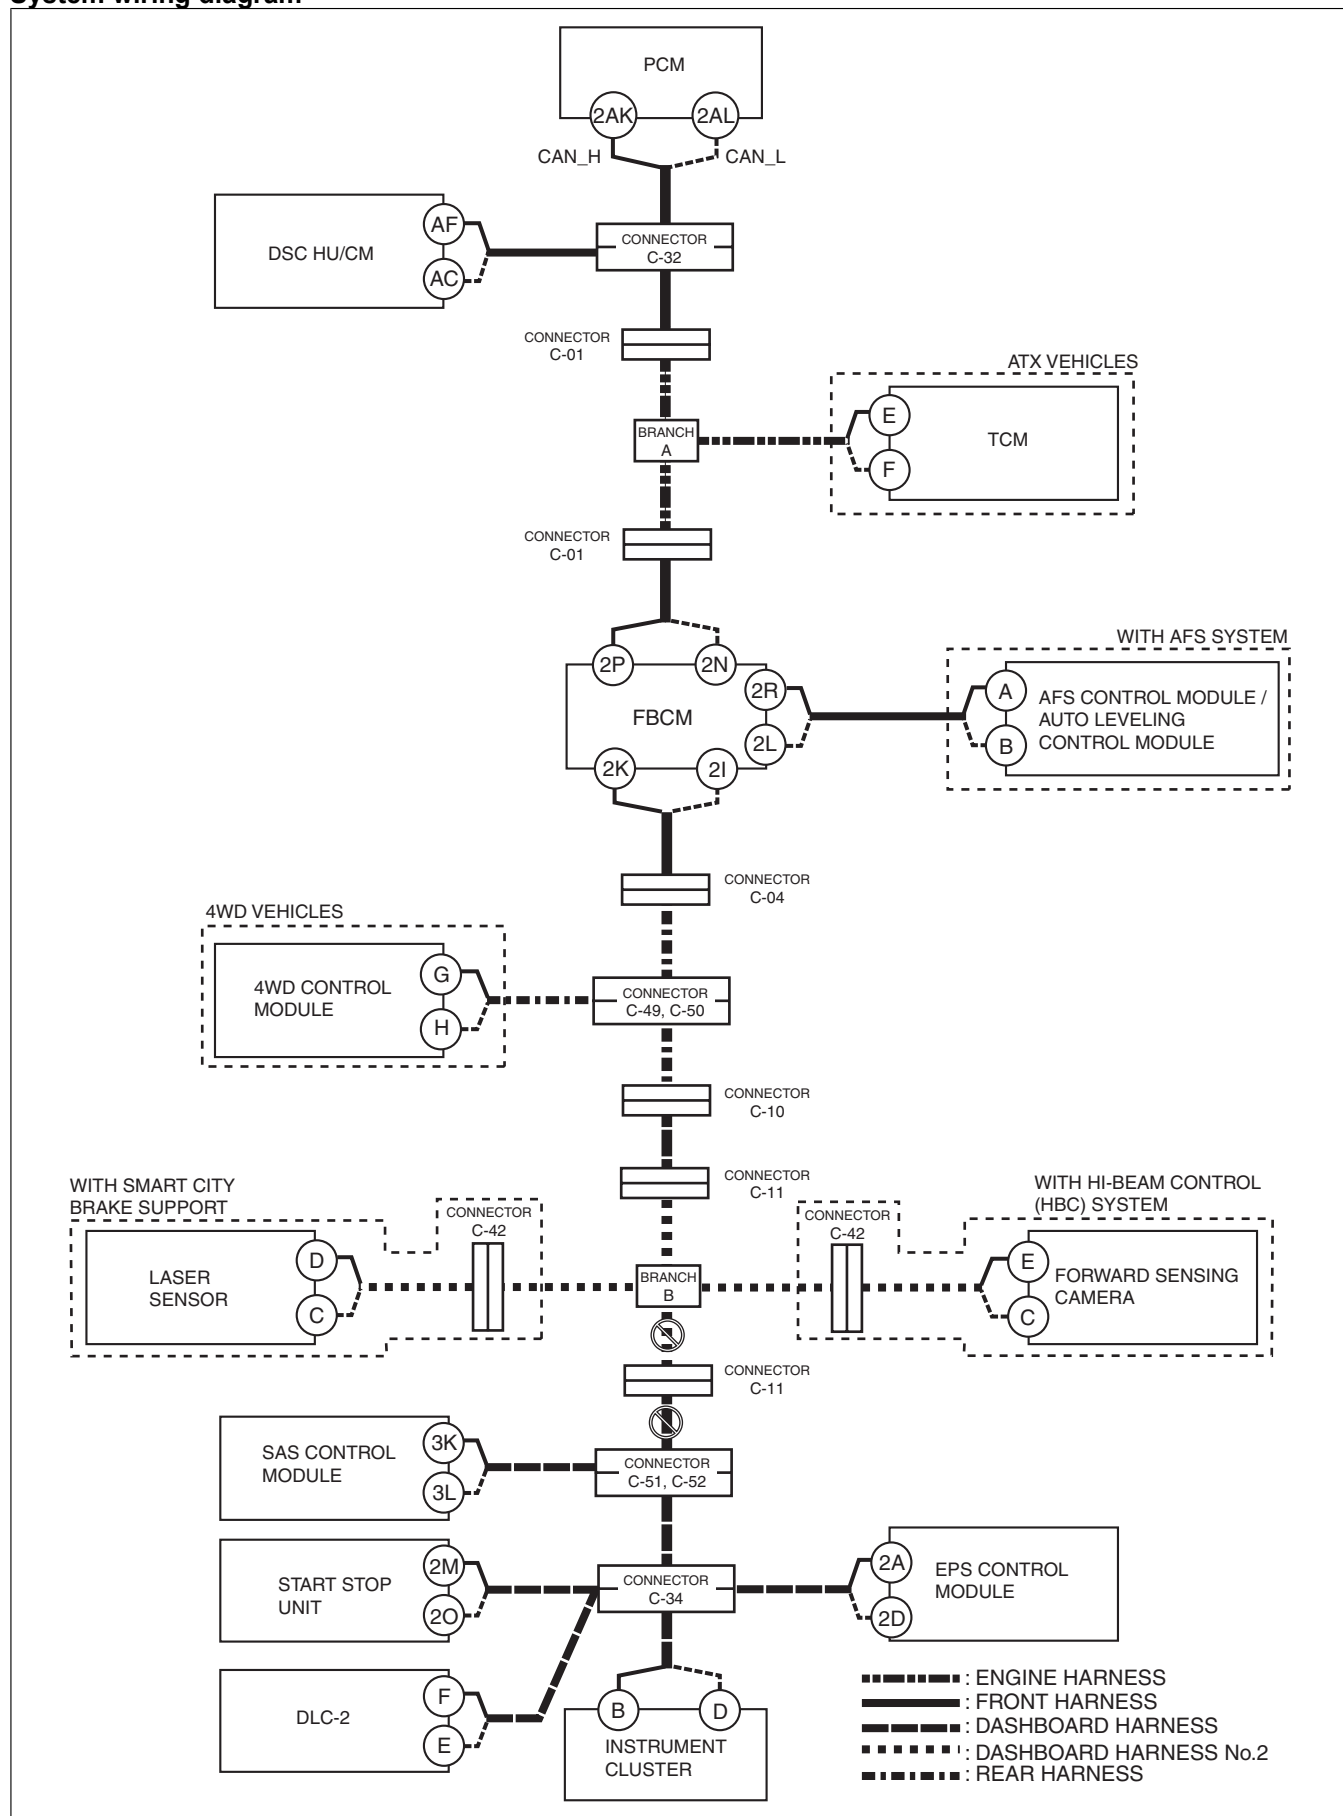 System wiring diagram
PCM
2AK
2AL
CAN_H
CAN_L
AF
DSC HU/CM
AC
CONNECTOR
C-32
CONNECTOR
C-01
ATX VEHICLES
E
TCM
F
BRANCH
A
CONNECTOR
C-01
WITH AFS SYSTEM
2P
2N
2R
FBCM
2L
2K
2I
A
AFS CONTROL MODULE /
AUTO LEVELING
CONTROL MODULE
B
CONNECTOR
C-04
4WD VEHICLES
G
4WD CONTROL
MODULE
H
CONNECTOR
C-49, C-50
CONNECTOR
C-10
CONNECTOR
C-11
WITH SMART CITY
BRAKE SUPPORT
CONNECTOR
C-42
D
LASER
SENSOR
C
BRANCH
B
WITH HI-BEAM CONTROL
(HBC) SYSTEM
CONNECTOR
C-42
E
FORWARD SENSING
CAMERA
C
CONNECTOR
C-11
3K
SAS CONTROL
MODULE
3L
CONNECTOR
C-51, C-52
2M
START STOP
UNIT
2O
CONNECTOR
C-34
2A
EPS CONTROL
MODULE
2D
F
DLC-2
E
B
D
INSTRUMENT
CLUSTER
: ENGINE HARNESS
: FRONT HARNESS
: DASHBOARD HARNESS
: DASHBOARD HARNESS No.2
: REAR HARNESS